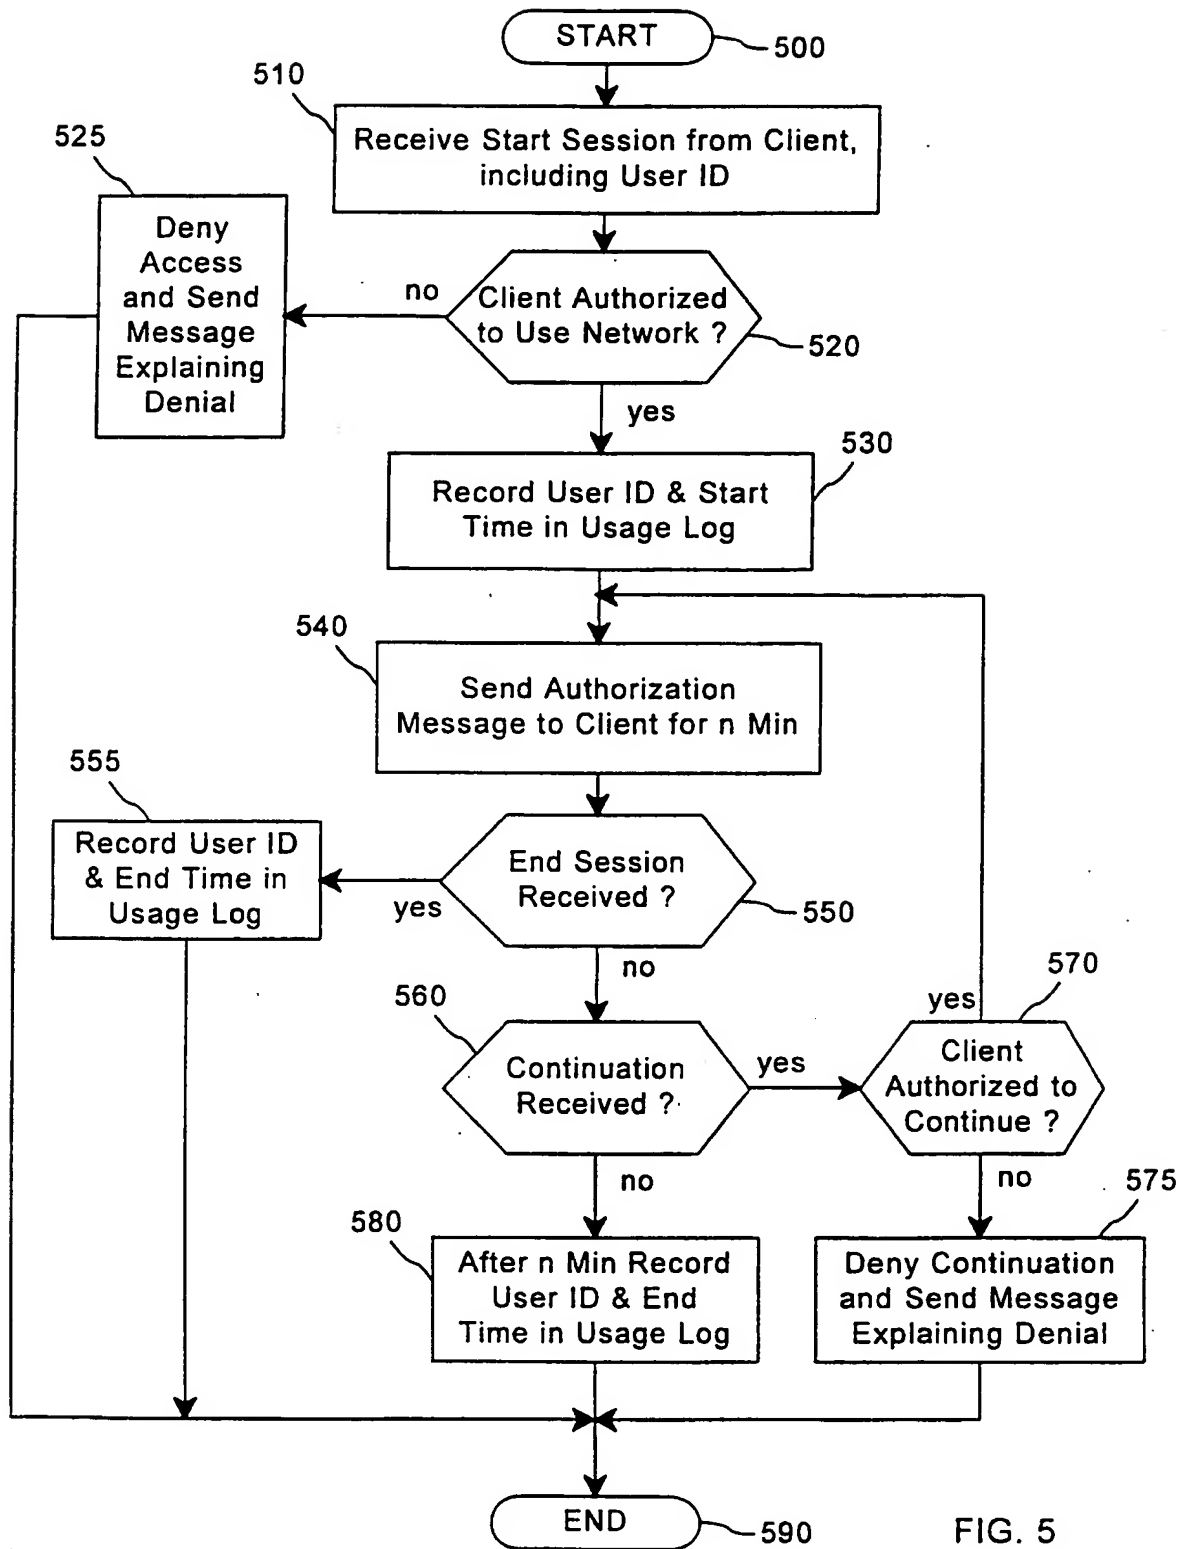 START
500
510
Receive Start Session from Client,
including User ID
525
Deny
Access
and Send
Message
Explaining
Denial
no
Client Authorized
to Use Network ?
520
yes
530
Record User ID & Start
Time in Usage Log
540
Send Authorization
Message to Client for n Min
555
Record User ID
& End Time in
Usage Log
yes
End Session
Received ?
550
no
560
Continuation
Received ?
yes
570
yes
Client
Authorized to
Continue ?
no
no
575
580
After n Min Record
User ID & End
Time in Usage Log
Deny Continuation
and Send Message
Explaining Denial
END
590
FIG. 5